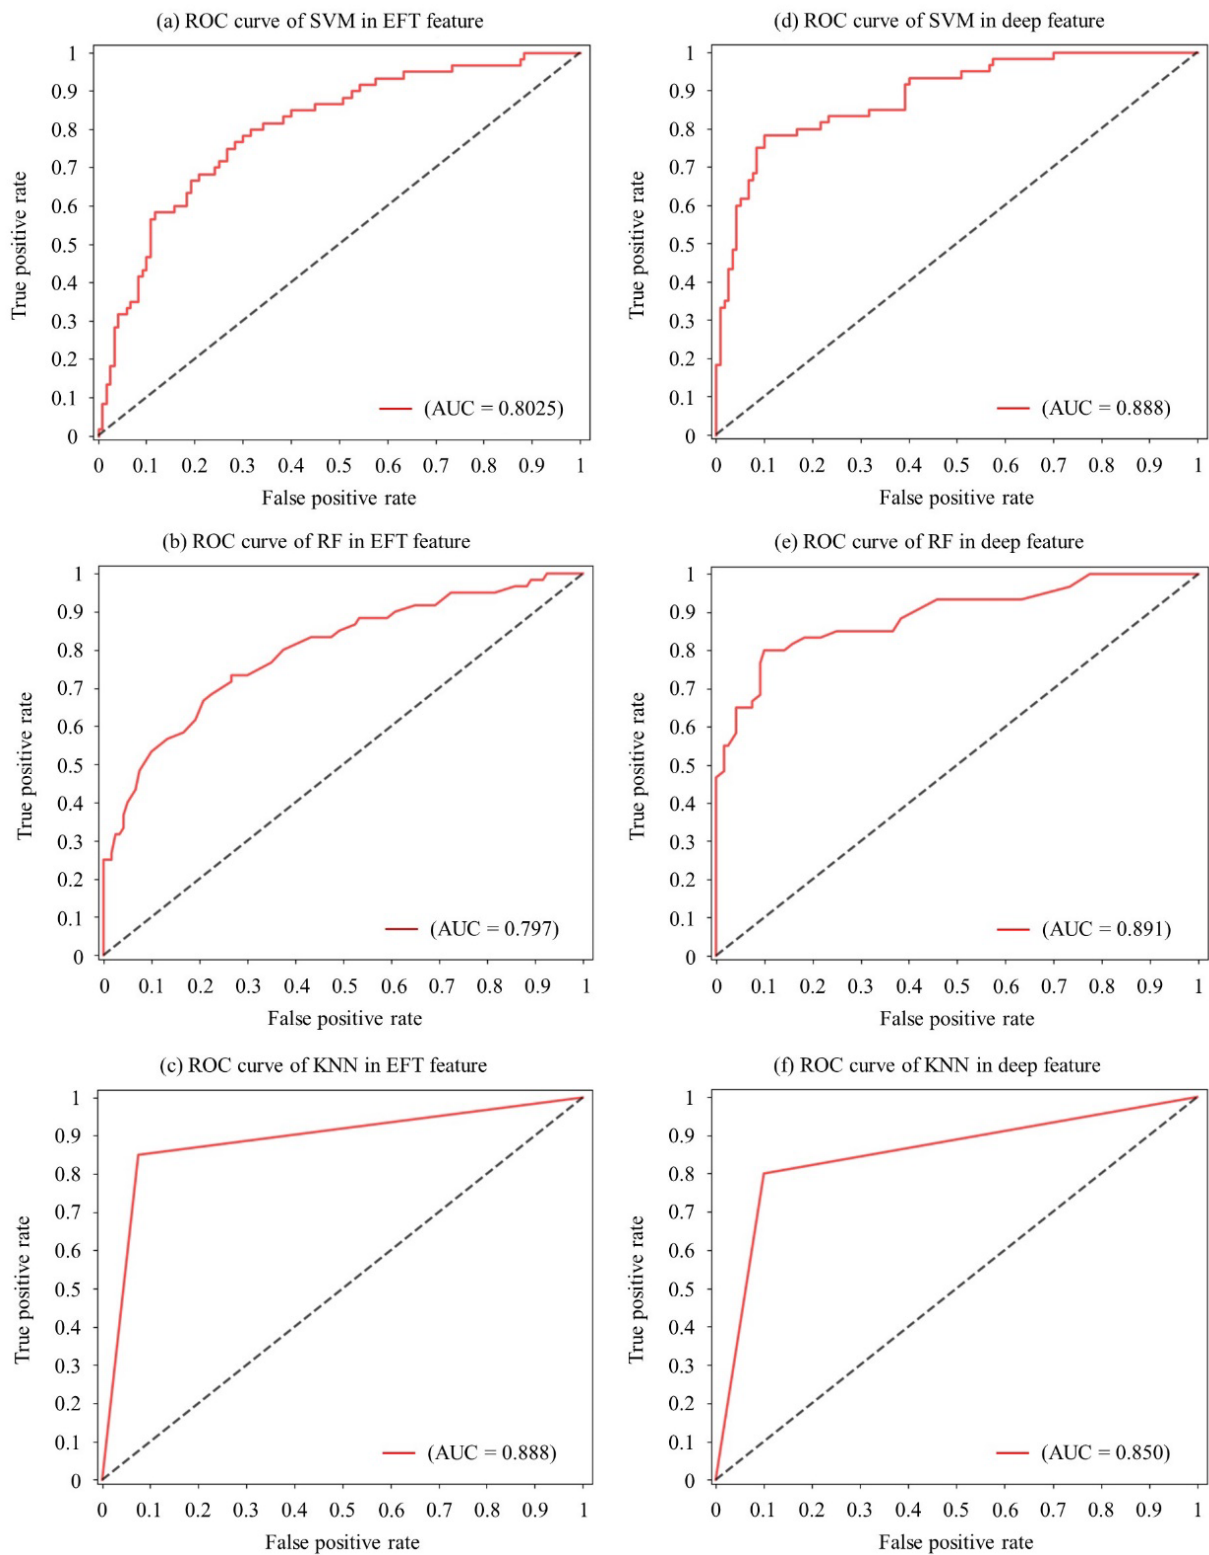 (a) ROC curve of SVM in EFT feature
1
0.9
0.8
0.7
0.6
0.5
0.4
0.3
0.2
0.1
0
True positive rate
(AUC = 0.8025)
0 0.1 0.2 0.3 0.4 0.5 0.6 0.7 0.8 0.9 1
False positive rate
(d) ROC curve of SVM in deep feature
1
0.9
0.8
0.7
0.6
0.5
0.4
0.3
0.2
0.1
0
True positive rate
(AUC = 0.888)
0 0.1 0.2 0.3 0.4 0.5 0.6 0.7 0.8 0.9 1
False positive rate
(b) ROC curve of RF in EFT feature
1
0.9
0.8
0.7
0.6
0.5
0.4
0.3
0.2
0.1
0
True positive rate
(AUC = 0.797)
0 0.1 0.2 0.3 0.4 0.5 0.6 0.7 0.8 0.9 1
False positive rate
(e) ROC curve of RF in deep feature
1
0.9
0.8
0.7
0.6
0.5
0.4
0.3
0.2
0.1
0
True positive rate
(AUC = 0.891)
0 0.1 0.2 0.3 0.4 0.5 0.6 0.7 0.8 0.9 1
False positive rate
(c) ROC curve of KNN in EFT feature
1
0.9
0.8
0.7
0.6
0.5
0.4
0.3
0.2
0.1
0
True positive rate
(AUC = 0.888)
0 0.1 0.2 0.3 0.4 0.5 0.6 0.7 0.8 0.9 1
False positive rate
(f) ROC curve of KNN in deep feature
1
0.9
0.8
0.7
0.6
0.5
0.4
0.3
0.2
0.1
0
True positive rate
(AUC = 0.850)
0 0.1 0.2 0.3 0.4 0.5 0.6 0.7 0.8 0.9 1
False positive rate